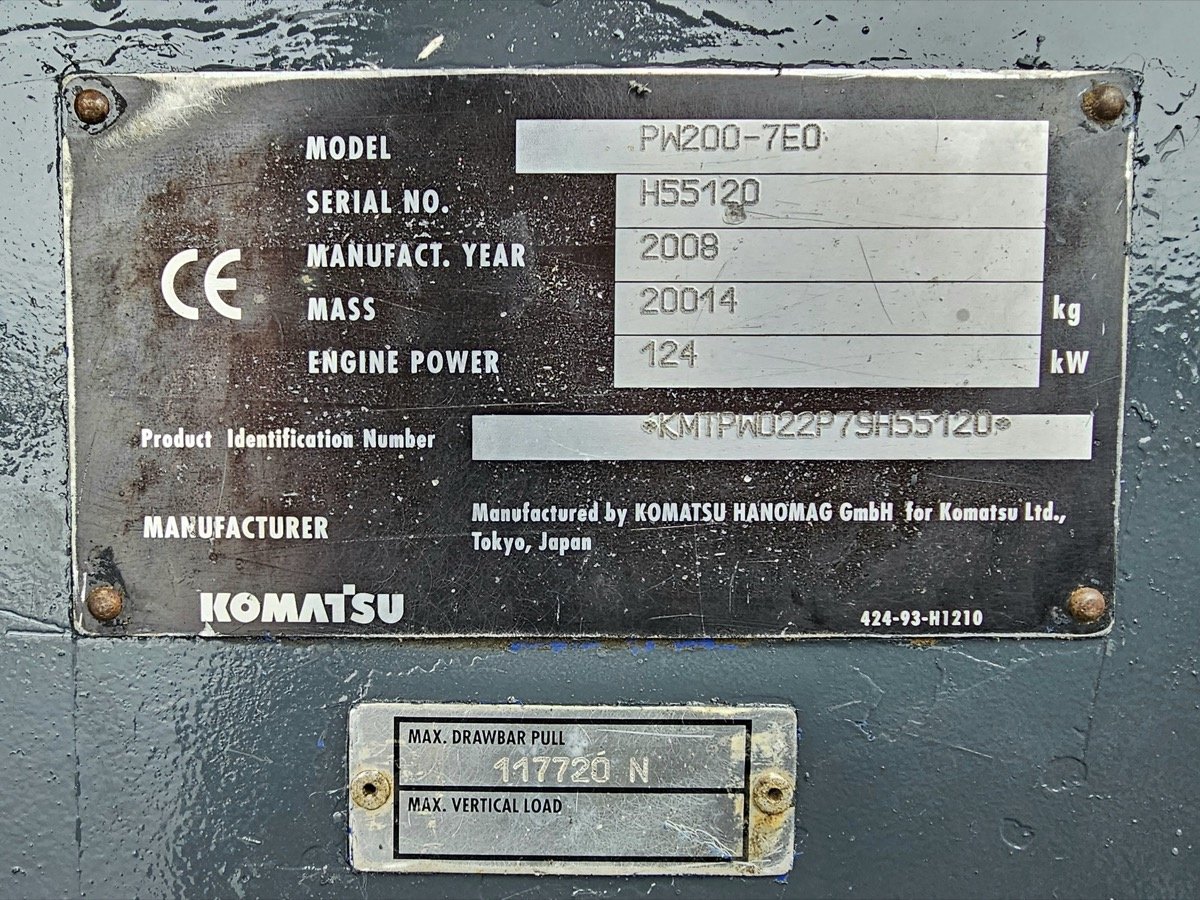 MODEL PW200-7E0
SERIAL NO. H55120
MANUFACT. YEAR 2008
CE
MASS 20014 kg
ENGINE POWER 124 kW
Product Identification Number *KMTPW022P79H55120*
MANUFACTURER Manufactured by KOMATSU HANOMAG GmbH for Komatsu Ltd.,
Tokyo, Japan
KOMATSU 424-93-H1210
MAX. DRAWBAR PULL
117720 N
MAX. VERTICAL LOAD